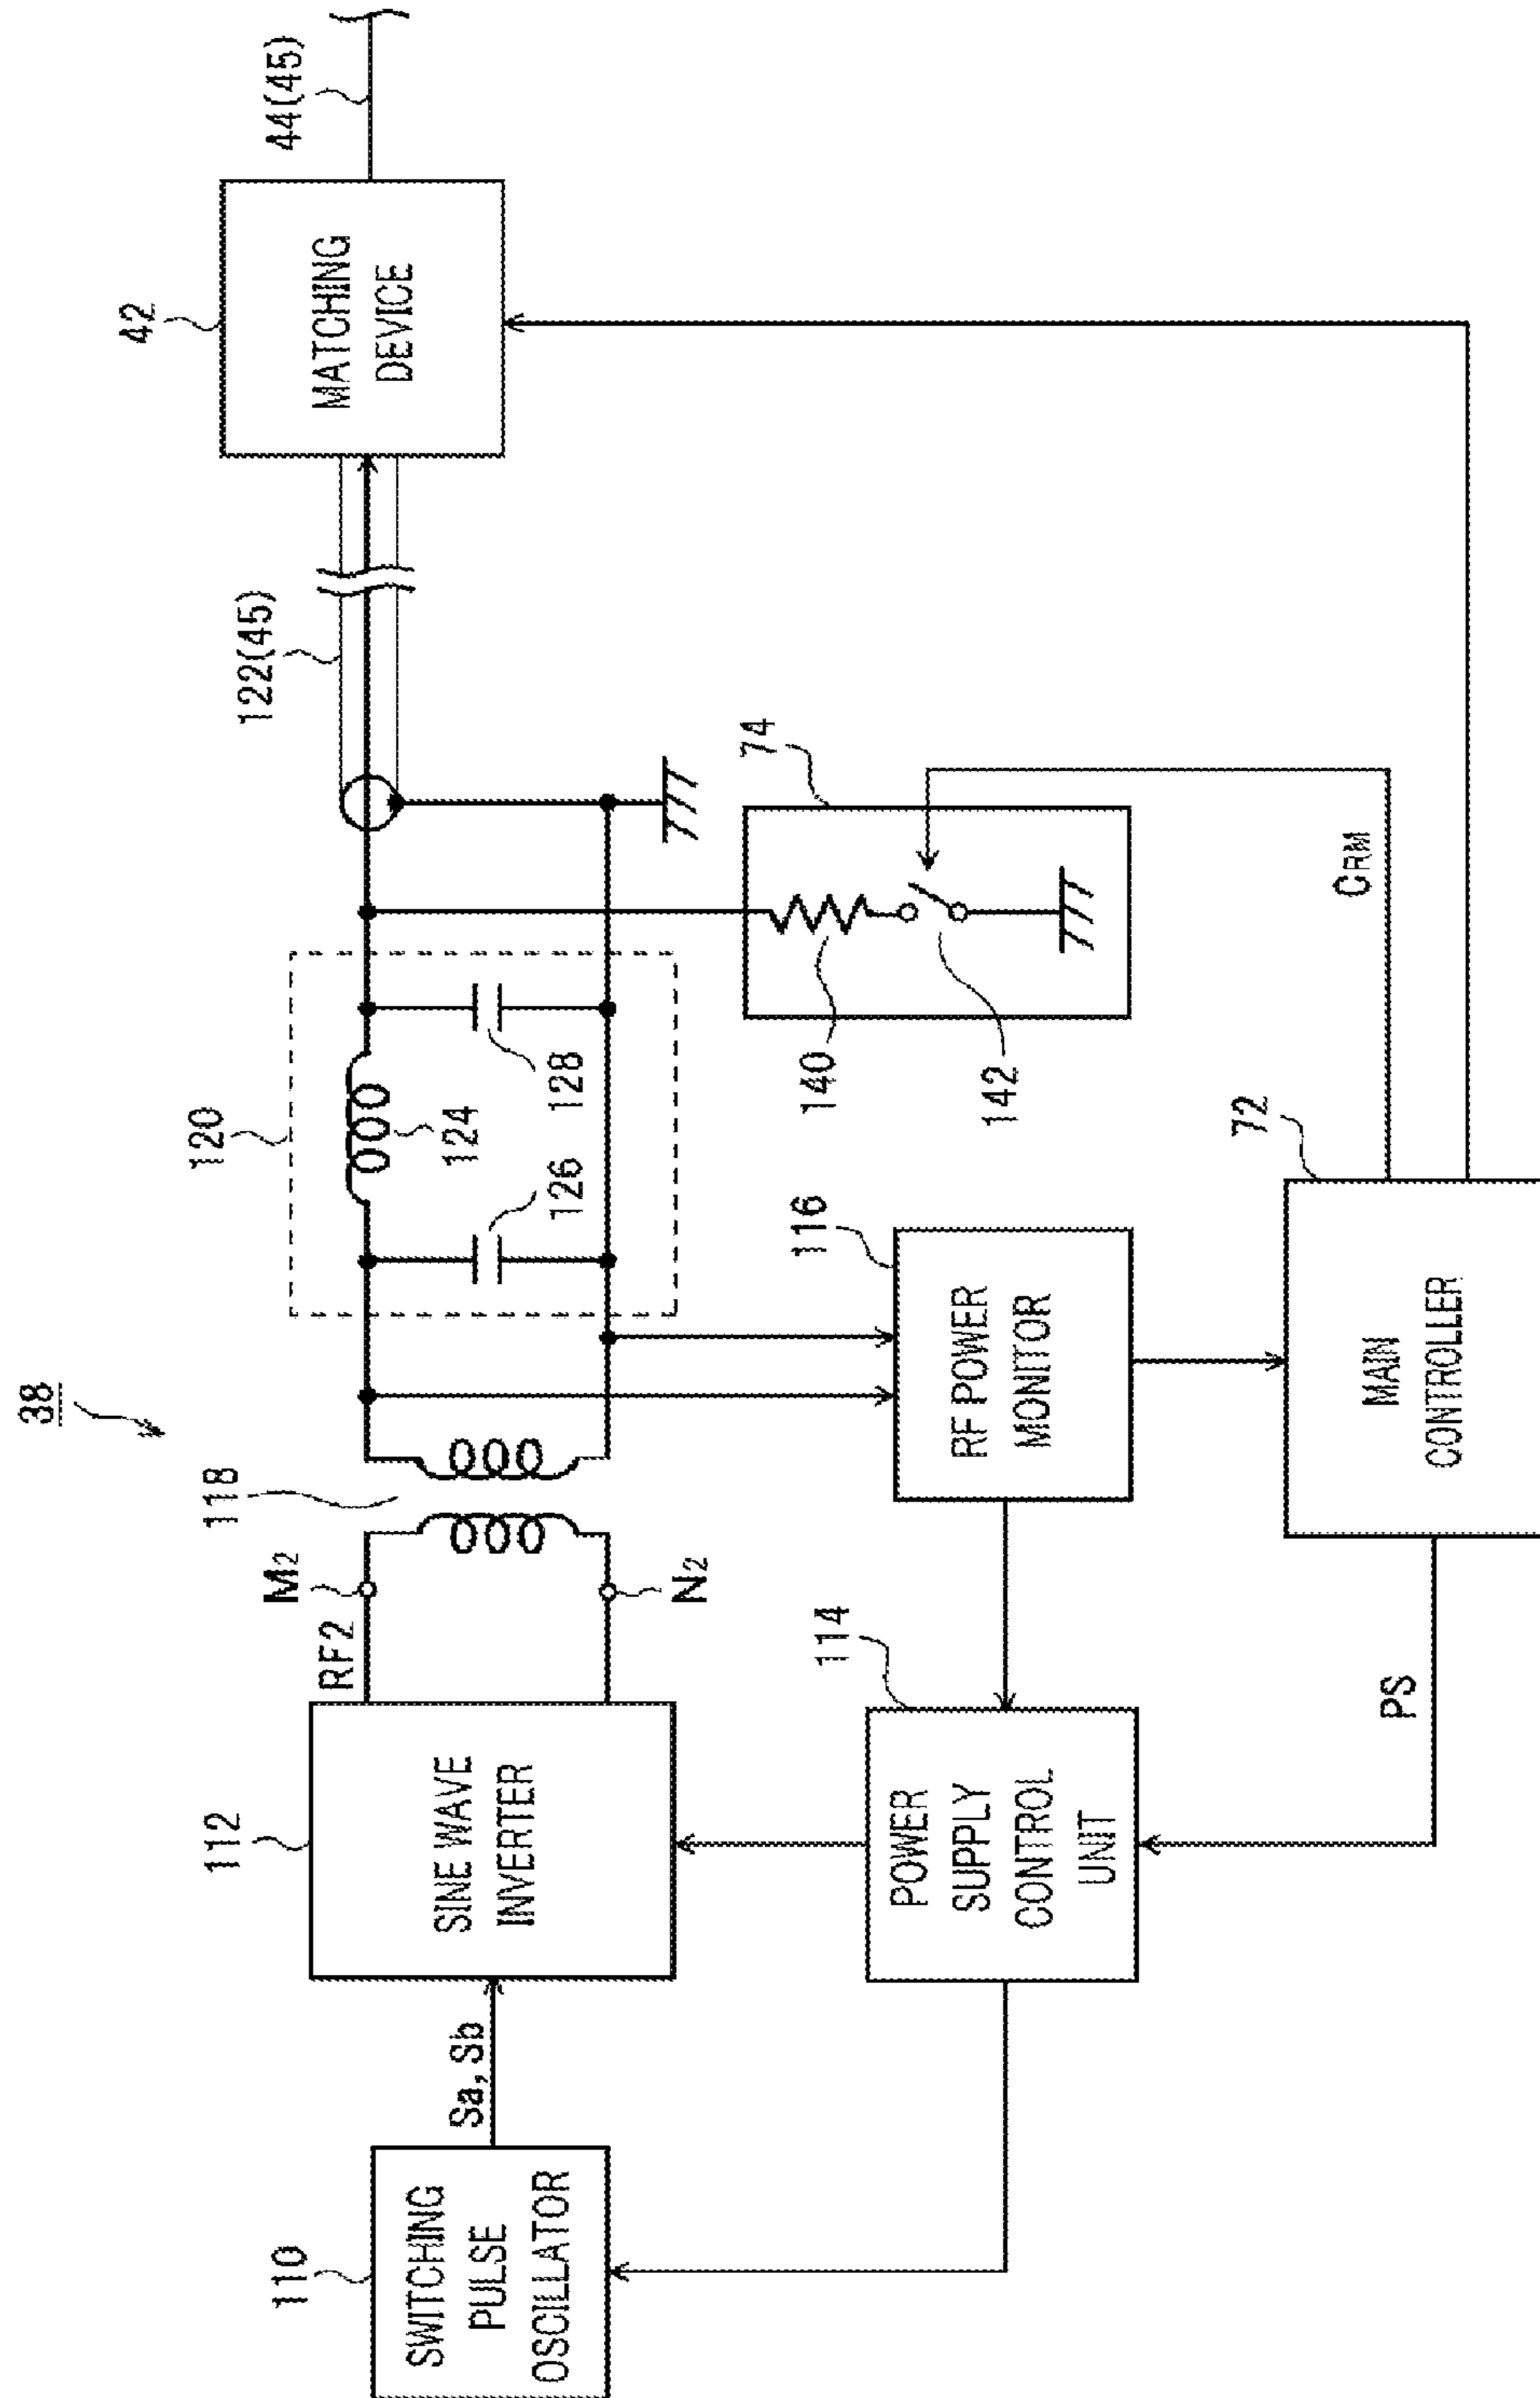 38
110
SWITCHING
PULSE
OSCILLATOR
Sa, Sb
112
SINE WAVE
INVERTER
RF2
M2
N2
118
120
124
126
128
122(45)
42
MATCHING
DEVICE
44(45)
74
140
142
114
POWER
SUPPLY
CONTROL
UNIT
116
RF POWER
MONITOR
72
MAIN
CONTROLLER
PS
CRM